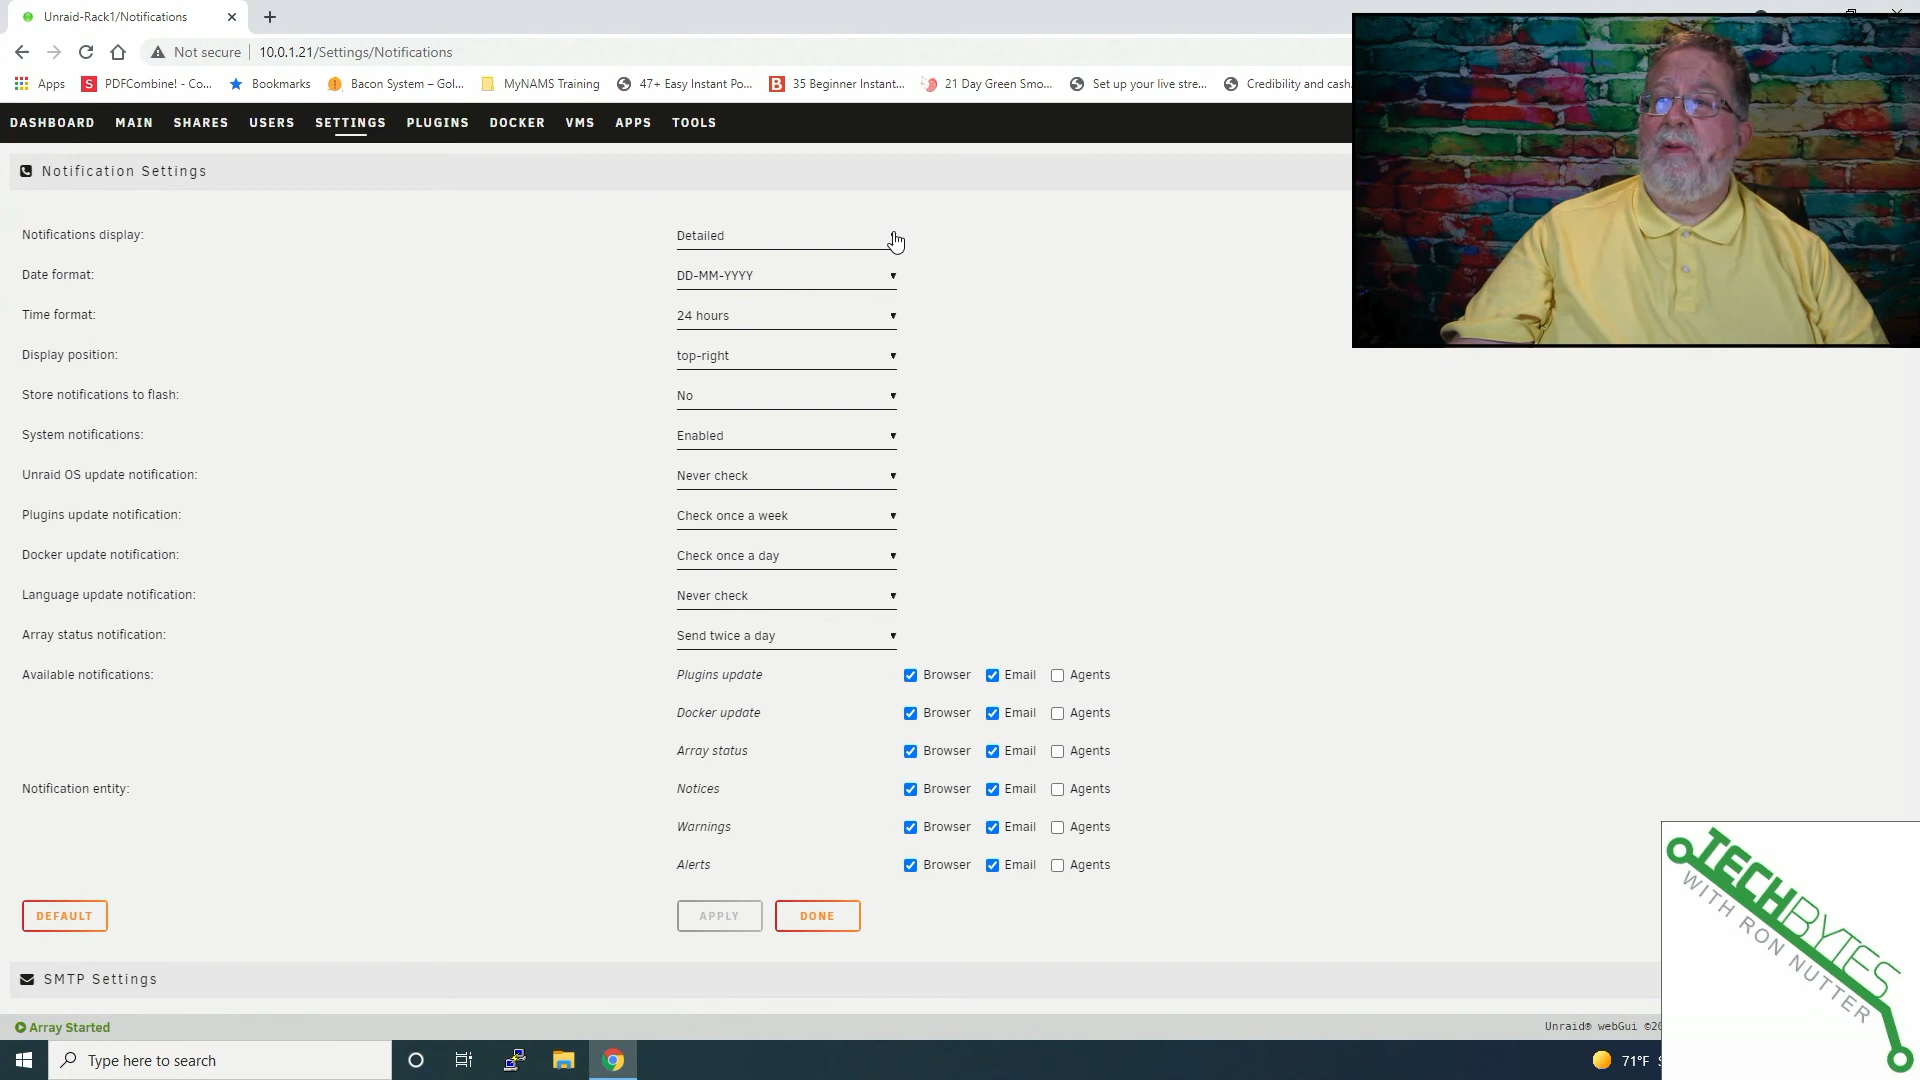 Unraid-Rack1/Notifications
Not secure 10.0.1.21/Settings/Notifications
Apps PDFCombine! - Co... Bookmarks Bacon System – Gol... MyNAMS Training 47+ Easy Instant Po... 35 Beginner Instant... 21 Day Green Smo... Set up your live stre... Credibility and cash
DASHBOARD MAIN SHARES USERS SETTINGS PLUGINS DOCKER VMS APPS TOOLS
Notification Settings
Notifications display: Detailed
Date format: DD-MM-YYYY
Time format: 24 hours
Display position: top-right
Store notifications to flash: No
System notifications: Enabled
Unraid OS update notification: Never check
Plugins update notification: Check once a week
Docker update notification: Check once a day
Language update notification: Never check
Array status notification: Send twice a day
Available notifications: Plugins update Browser Email Agents
Docker update Browser Email Agents
Array status Browser Email Agents
Notification entity: Notices Browser Email Agents
Warnings Browser Email Agents
Alerts Browser Email Agents
DEFAULT APPLY DONE
SMTP Settings
Array Started
Unraid® webGui ©20
Type here to search
71°F S
TECHBYTES
WITH RON NUTTER